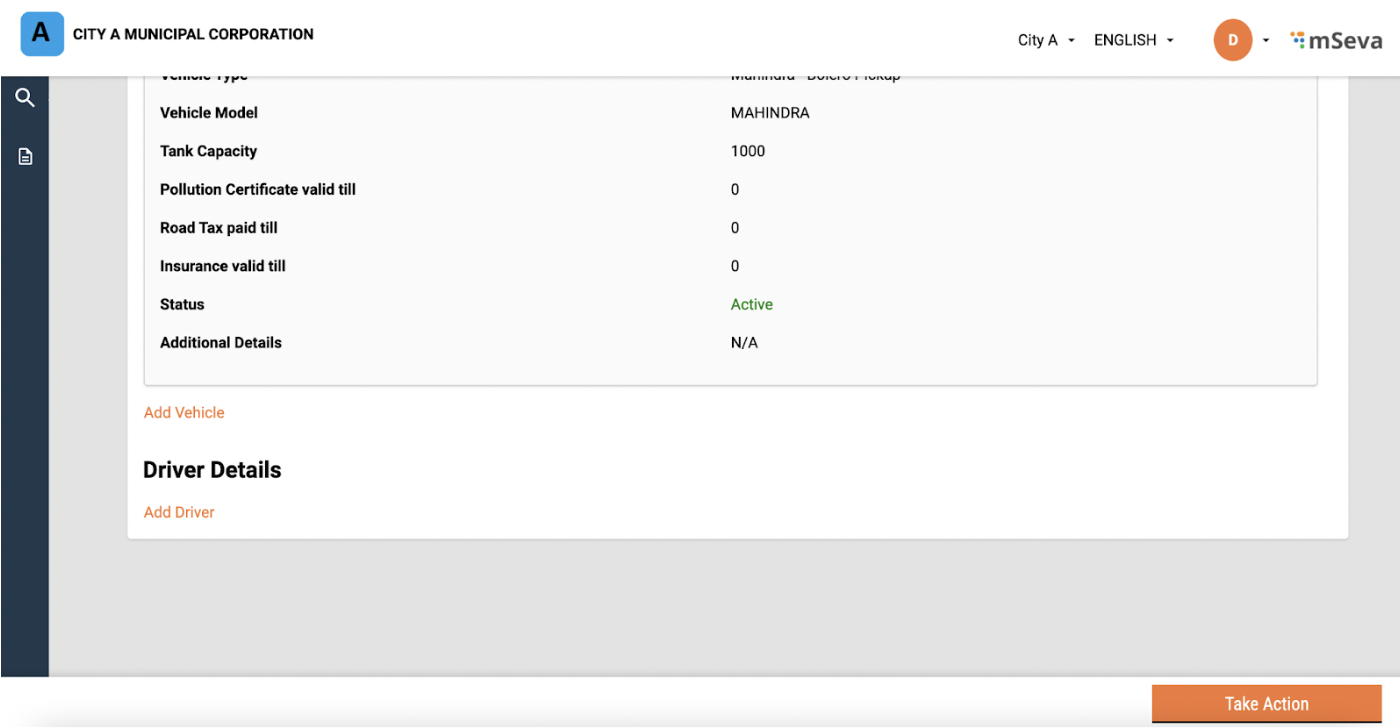 A CITY A MUNICIPAL CORPORATION City A ENGLISH D mSeva
Vehicle Type Mahindra - Bolero Pickup
Vehicle Model MAHINDRA
Tank Capacity 1000
Pollution Certificate valid till 0
Road Tax paid till 0
Insurance valid till 0
Status Active
Additional Details N/A
Add Vehicle
Driver Details
Add Driver
Take Action